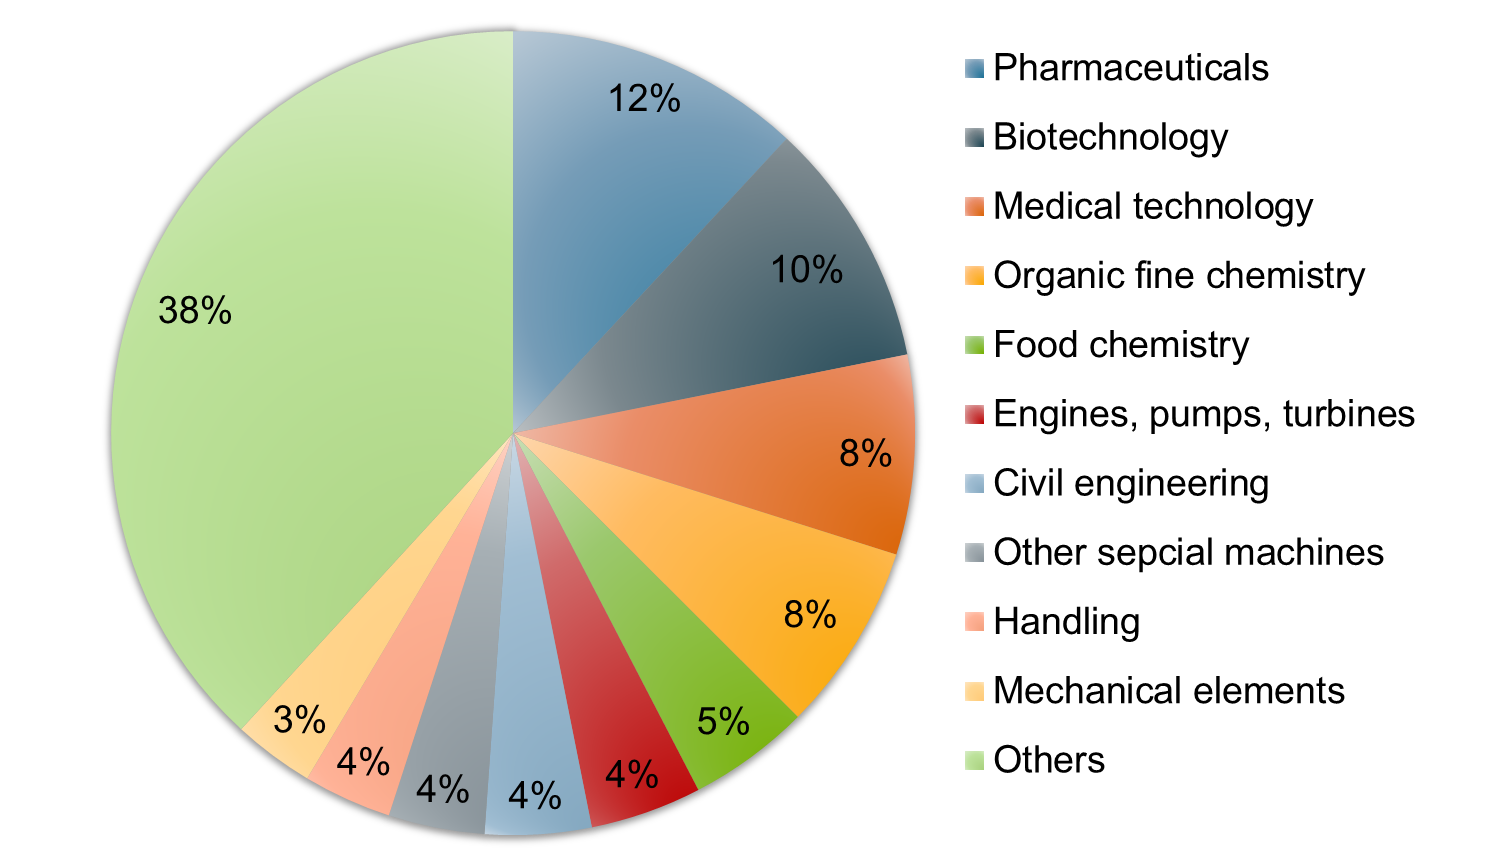 12%
10%
8%
8%
5%
4%
4%
4%
4%
3%
38%
Pharmaceuticals
Biotechnology
Medical technology
Organic fine chemistry
Food chemistry
Engines, pumps, turbines
Civil engineering
Other sepcial machines
Handling
Mechanical elements
Others